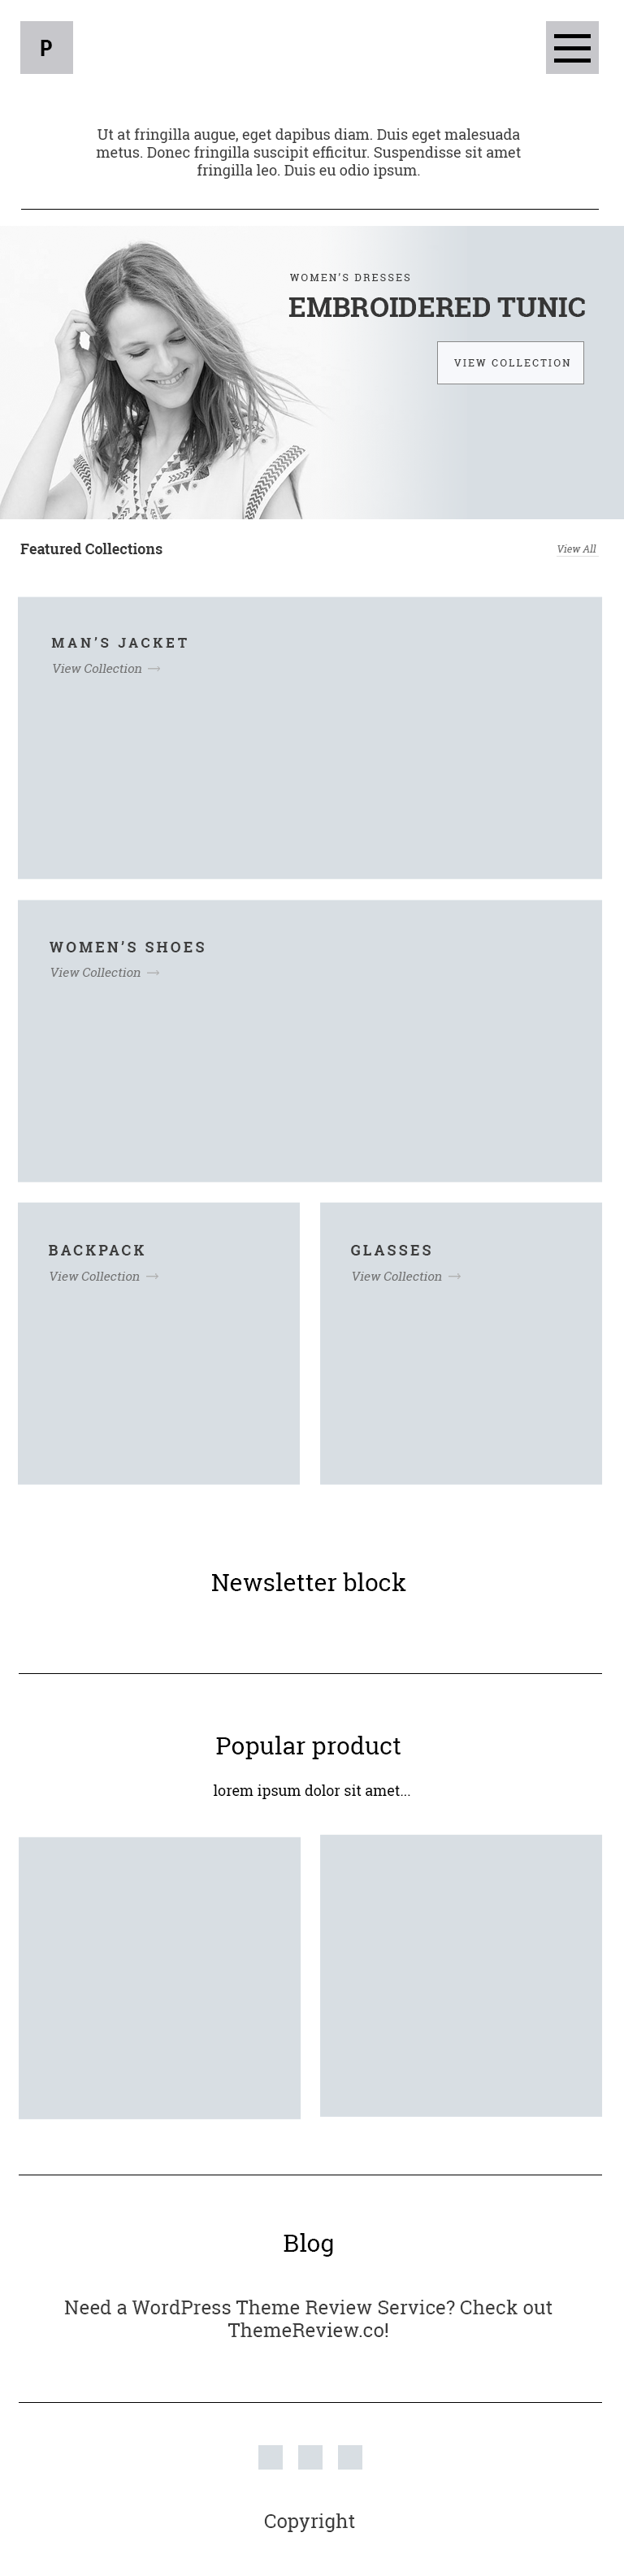 P
Ut at fringilla augue, eget dapibus diam. Duis eget malesuada
metus. Donec fringilla suscipit efficitur. Suspendisse sit amet
fringilla leo. Duis eu odio ipsum.
WOMEN'S DRESSES
EMBROIDERED TUNIC
VIEW COLLECTION
Featured Collections
View All
MAN'S JACKET
View Collection →
WOMEN'S SHOES
View Collection →
BACKPACK
View Collection →
GLASSES
View Collection →
Newsletter block
Popular product
lorem ipsum dolor sit amet...
Blog
Need a WordPress Theme Review Service? Check out
ThemeReview.co!
Copyright